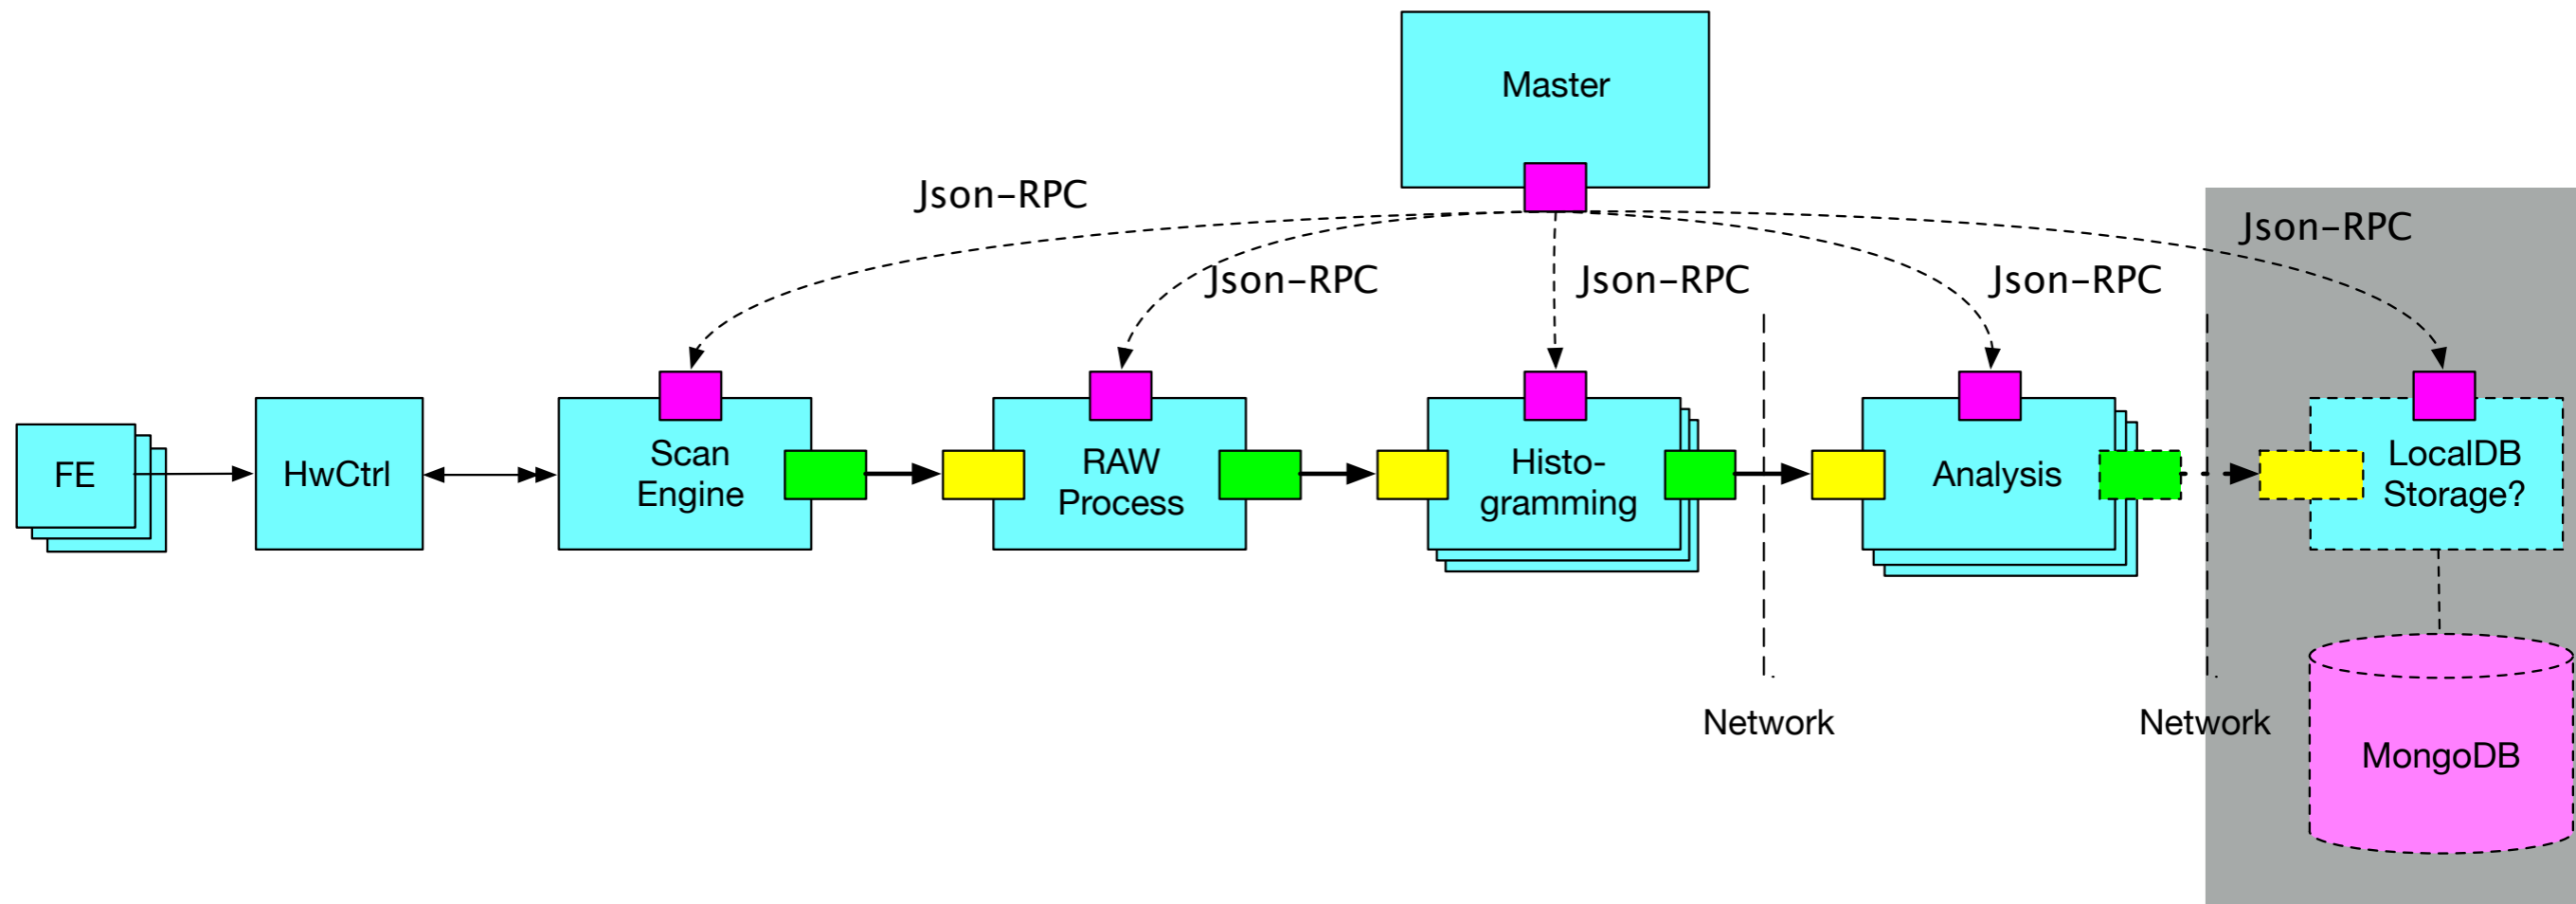 Master
Json-RPC
Json-RPC
Json-RPC
Json-RPC
Json-RPC
FE
HwCtrl
Scan
Engine
RAW
Process
Histo-
gramming
Analysis
LocalDB
Storage?
Network
Network
MongoDB